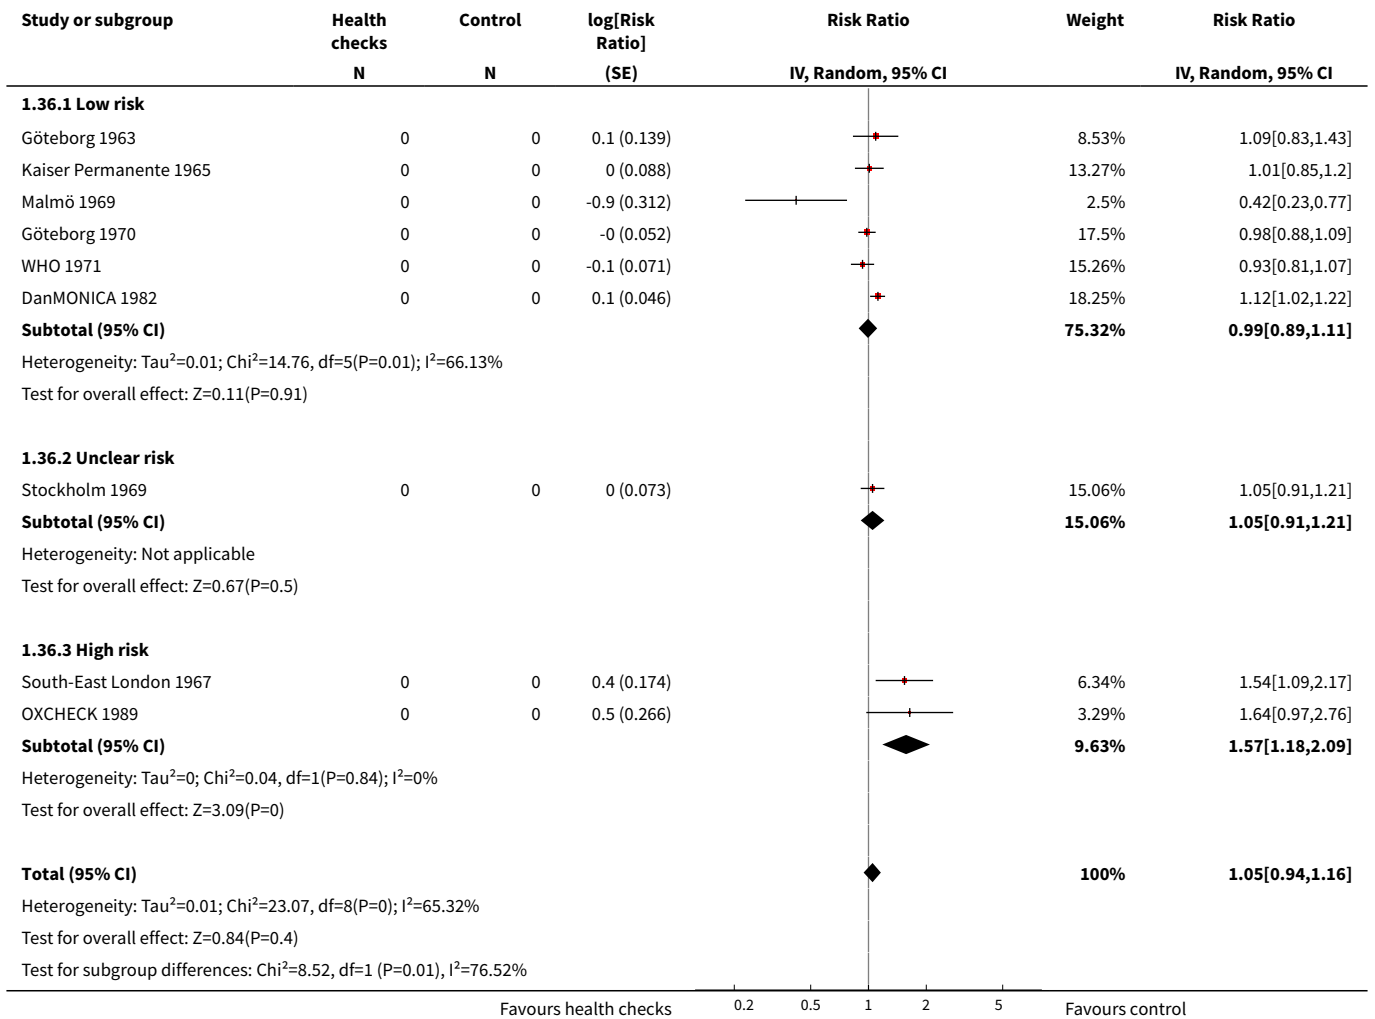 Study or subgroup Health checks Control log[Risk Ratio] Risk Ratio Weight Risk Ratio
N N (SE) IV, Random, 95% CI IV, Random, 95% CI
1.36.1 Low risk
Göteborg 1963 0 0 0.1 (0.139) 8.53% 1.09[0.83,1.43]
Kaiser Permanente 1965 0 0 0 (0.088) 13.27% 1.01[0.85,1.2]
Malmö 1969 0 0 -0.9 (0.312) 2.5% 0.42[0.23,0.77]
Göteborg 1970 0 0 -0 (0.052) 17.5% 0.98[0.88,1.09]
WHO 1971 0 0 -0.1 (0.071) 15.26% 0.93[0.81,1.07]
DanMONICA 1982 0 0 0.1 (0.046) 18.25% 1.12[1.02,1.22]
Subtotal (95% CI) 75.32% 0.99[0.89,1.11]
Heterogeneity: Tau²=0.01; Chi²=14.76, df=5(P=0.01); I²=66.13%
Test for overall effect: Z=0.11(P=0.91)
1.36.2 Unclear risk
Stockholm 1969 0 0 0 (0.073) 15.06% 1.05[0.91,1.21]
Subtotal (95% CI) 15.06% 1.05[0.91,1.21]
Heterogeneity: Not applicable
Test for overall effect: Z=0.67(P=0.5)
1.36.3 High risk
South-East London 1967 0 0 0.4 (0.174) 6.34% 1.54[1.09,2.17]
OXCHECK 1989 0 0 0.5 (0.266) 3.29% 1.64[0.97,2.76]
Subtotal (95% CI) 9.63% 1.57[1.18,2.09]
Heterogeneity: Tau²=0; Chi²=0.04, df=1(P=0.84); I²=0%
Test for overall effect: Z=3.09(P=0)
Total (95% CI) 100% 1.05[0.94,1.16]
Heterogeneity: Tau²=0.01; Chi²=23.07, df=8(P=0); I²=65.32%
Test for overall effect: Z=0.84(P=0.4)
Test for subgroup differences: Chi²=8.52, df=1 (P=0.01), I²=76.52%
Favours health checks 0.2 0.5 1 2 5 Favours control